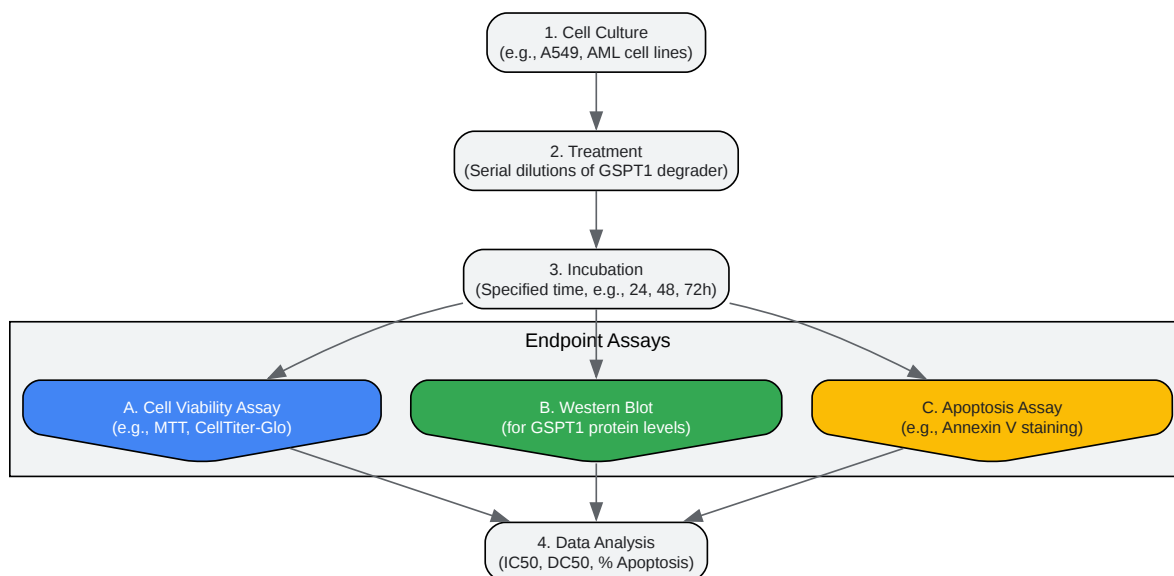 1. Cell Culture
(e.g., A549, AML cell lines)
2. Treatment
(Serial dilutions of GSPT1 degrader)
3. Incubation
(Specified time, e.g., 24, 48, 72h)
Endpoint Assays
A. Cell Viability Assay
(e.g., MTT, CellTiter-Glo)
B. Western Blot
(for GSPT1 protein levels)
C. Apoptosis Assay
(e.g., Annexin V staining)
4. Data Analysis
(IC50, DC50, % Apoptosis)